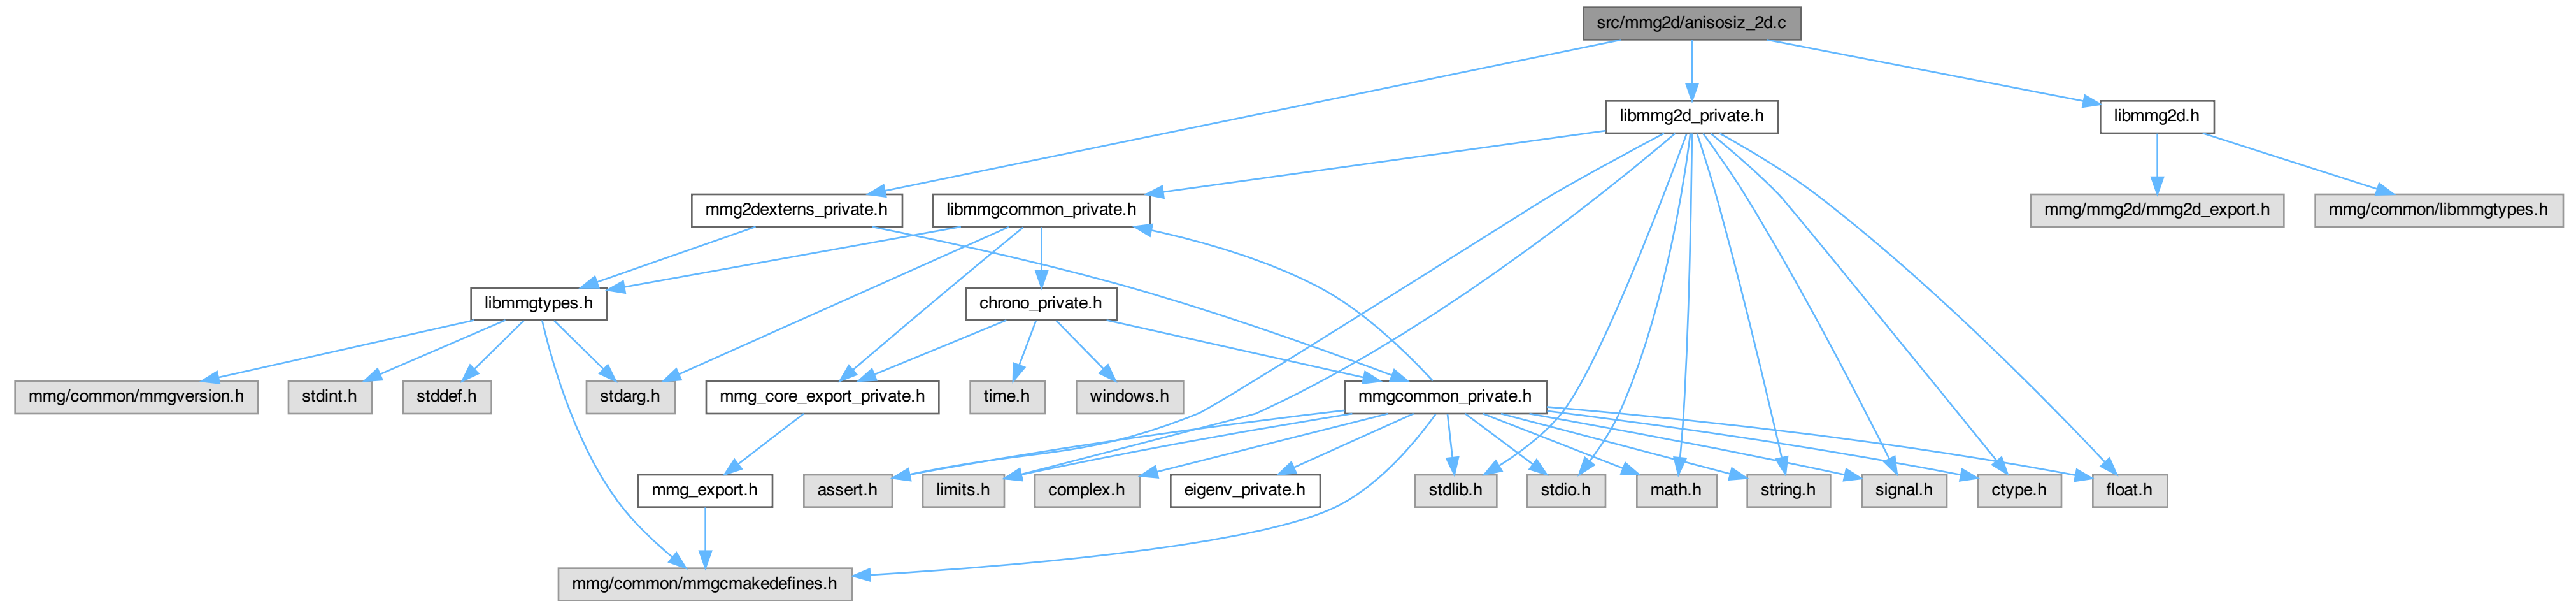 src/mmg2d/anisosiz_2d.c
libmmg2d_private.h
libmmg2d.h
mmg2dexterns_private.h
libmmgcommon_private.h
mmg/mmg2d/mmg2d_export.h
mmg/common/libmmgtypes.h
libmmgtypes.h
chrono_private.h
mmg/common/mmgversion.h
stdint.h
stddef.h
stdarg.h
mmg_core_export_private.h
time.h
windows.h
mmgcommon_private.h
mmg_export.h
assert.h
limits.h
complex.h
eigenv_private.h
stdlib.h
stdio.h
math.h
string.h
signal.h
ctype.h
float.h
mmg/common/mmgcmakedefines.h